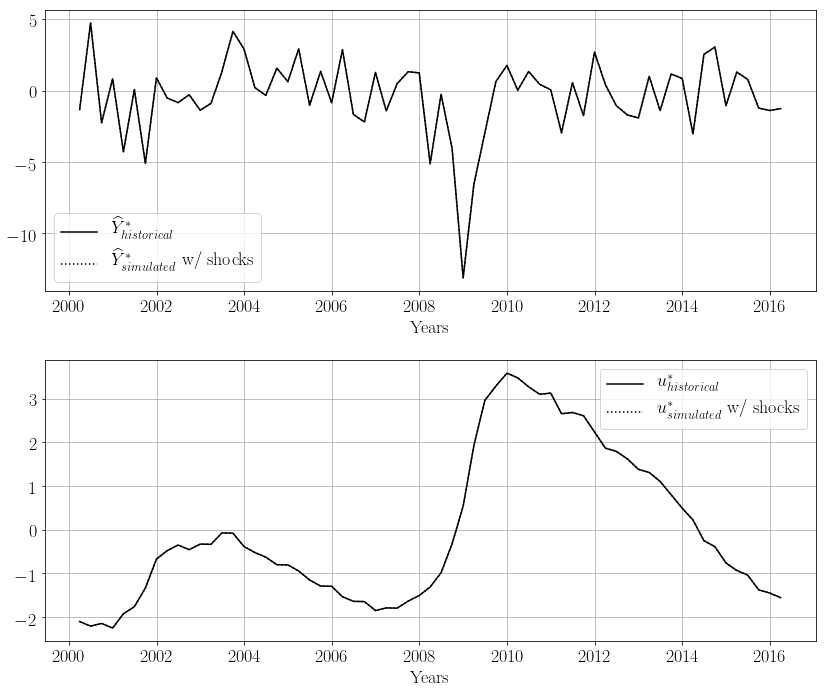 5
0
−5
−10
Ŷ*historical
Ŷ*simulated w/ shocks
2000 2002 2004 2006 2008 2010 2012 2014 2016
Years
3
2
1
0
−1
−2
u*historical
u*simulated w/ shocks
2000 2002 2004 2006 2008 2010 2012 2014 2016
Years